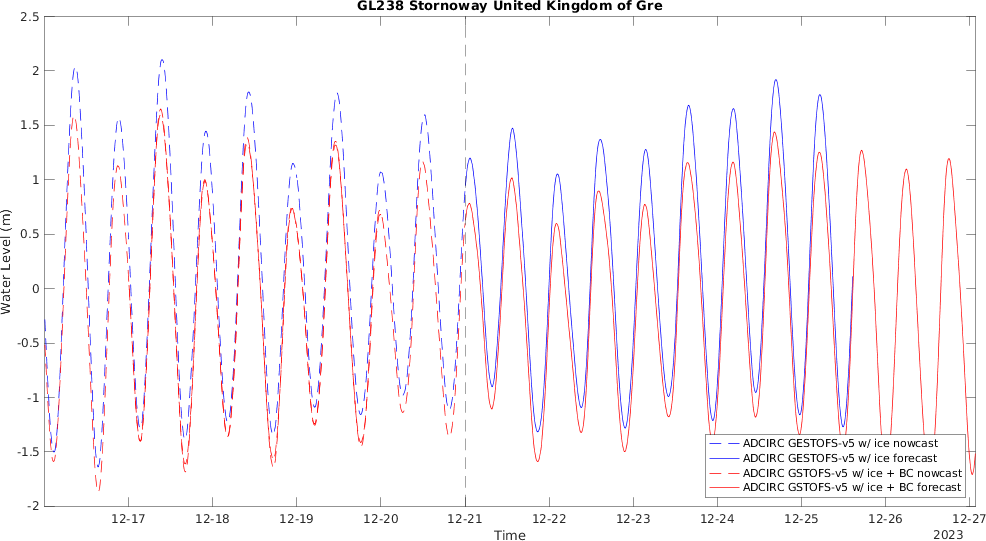 GL238 Stornoway United Kingdom of Gre
2.5
2
1.5
1
0.5
0
-0.5
-1
-1.5
-2
Water Level (m)
ADCIRC GESTOFS-v5 w/ ice nowcast
ADCIRC GESTOFS-v5 w/ ice forecast
ADCIRC GSTOFS-v5 w/ ice + BC nowcast
ADCIRC GSTOFS-v5 w/ ice + BC forecast
12-17 12-18 12-19 12-20 12-21 12-22 12-23 12-24 12-25 12-26 12-27
Time
2023